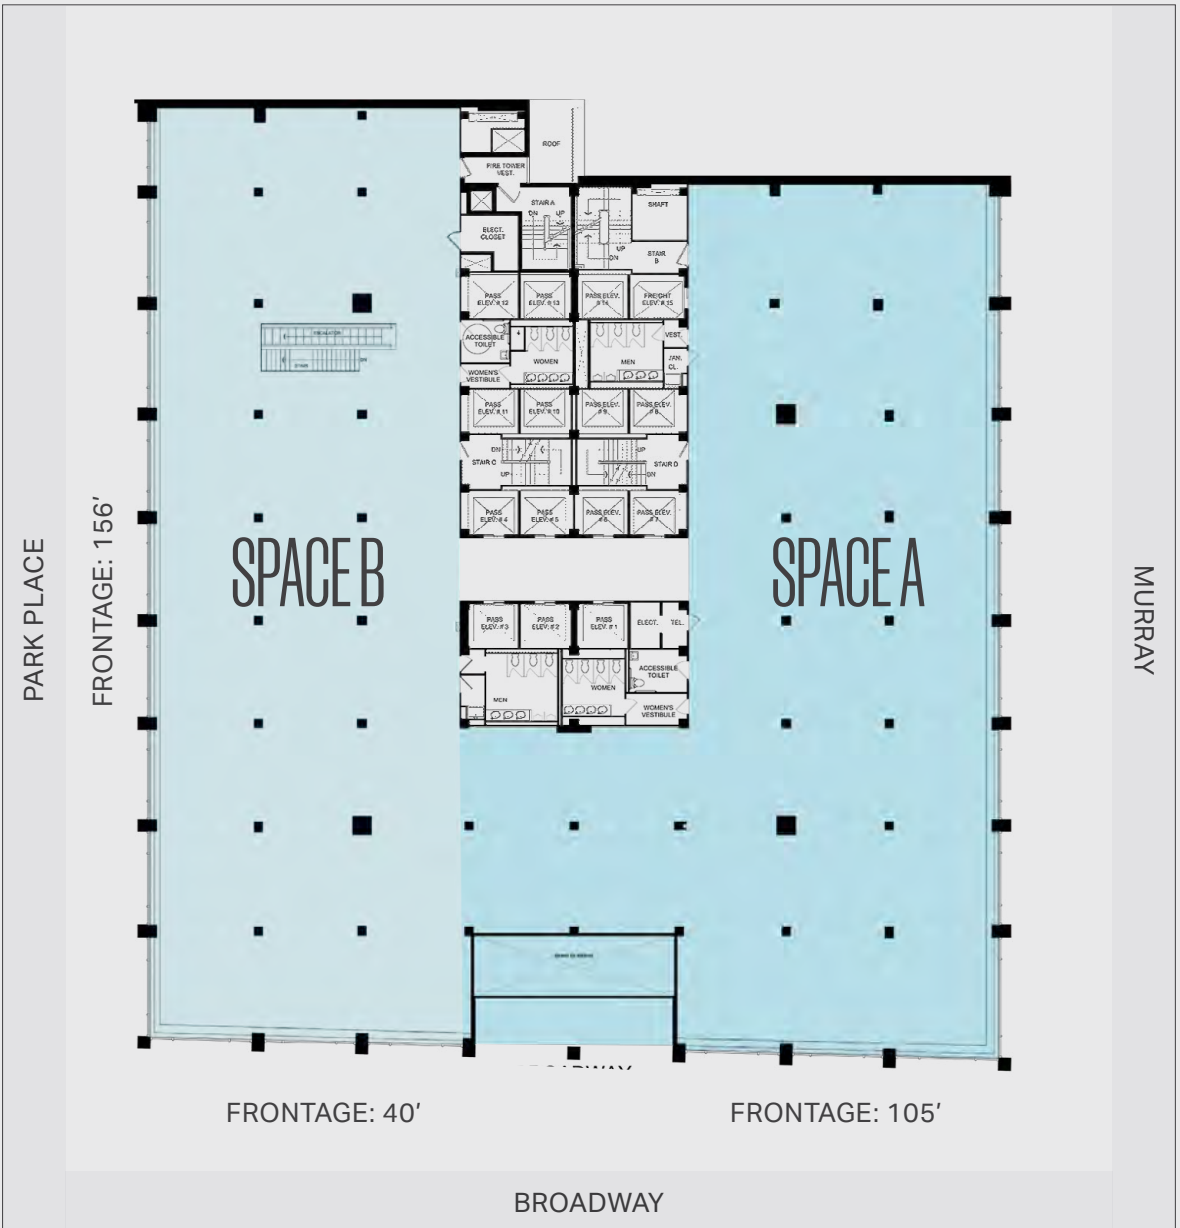 ROOF
FIRE TOWER
VEST.
STAIR A
DN
UP
SHAFT
ELECT.
CLOSET
UP
DN
STAIR
B
PASS
ELEV. # 12
PASS
ELEV. # 13
PASS ELEV.
# 14
FREIGHT
ELEV. # 15
ESCALATOR
STAIR
DN
ACCESSIBLE
TOILET
WOMEN
MEN
VEST.
JAN.
CL.
WOMEN'S
VESTIBULE
PASS
ELEV. # 11
PASS
ELEV. # 10
PASS ELEV.
# 9
PASS ELEV.
# 8
DN
UP
STAIR C
STAIR D
UP
DN
PASS
ELEV. # 4
PASS
ELEV. # 5
PASS ELEV.
# 6
PASS ELEV.
# 7
PARK PLACE
FRONTAGE: 156’
SPACE B
SPACE A
MURRAY
PASS
ELEV. # 3
PASS
ELEV. # 2
PASS
ELEV. # 1
ELECT.
TEL.
ACCESSIBLE
TOILET
MEN
WOMEN
WOMEN'S
VESTIBULE
BROADWAY
FRONTAGE: 40’
FRONTAGE: 105’
BROADWAY